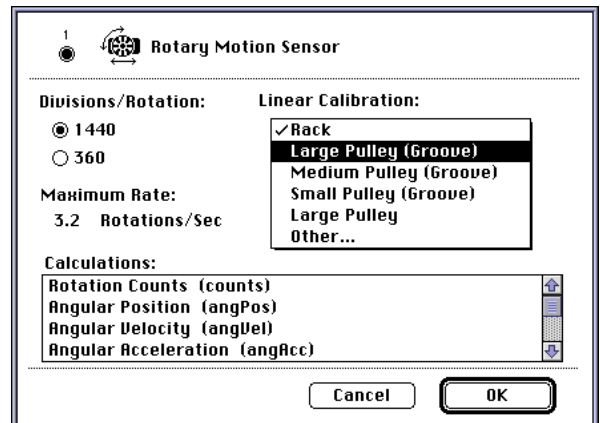 1
Rotary Motion Sensor
Divisions/Rotation:
1440
360
Maximum Rate:
3.2 Rotations/Sec
Linear Calibration:
✓Rack
Large Pulley (Groove)
Medium Pulley (Groove)
Small Pulley (Groove)
Large Pulley
Other...
Calculations:
Rotation Counts (counts)
Angular Position (angPos)
Angular Velocity (angVel)
Angular Acceleration (angAcc)
Cancel
OK